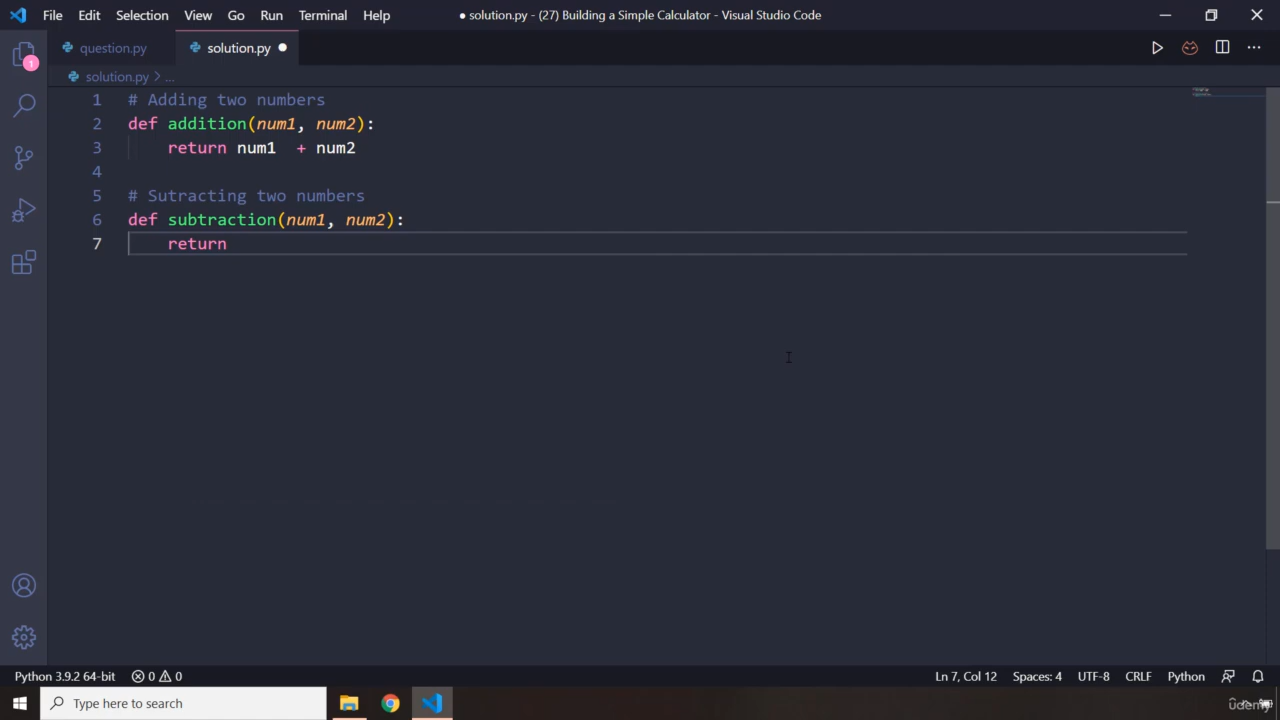 File Edit Selection View Go Run Terminal Help ● solution.py - (27) Building a Simple Calculator - Visual Studio Code
question.py solution.py ●
solution.py > ...
1 # Adding two numbers
2 def addition(num1, num2):
3 return num1  + num2
4
5 # Sutracting two numbers
6 def subtraction(num1, num2):
7 return
1
Python 3.9.2 64-bit 0 0 Ln 7, Col 12 Spaces: 4 UTF-8 CRLF Python
Type here to search
Udemy